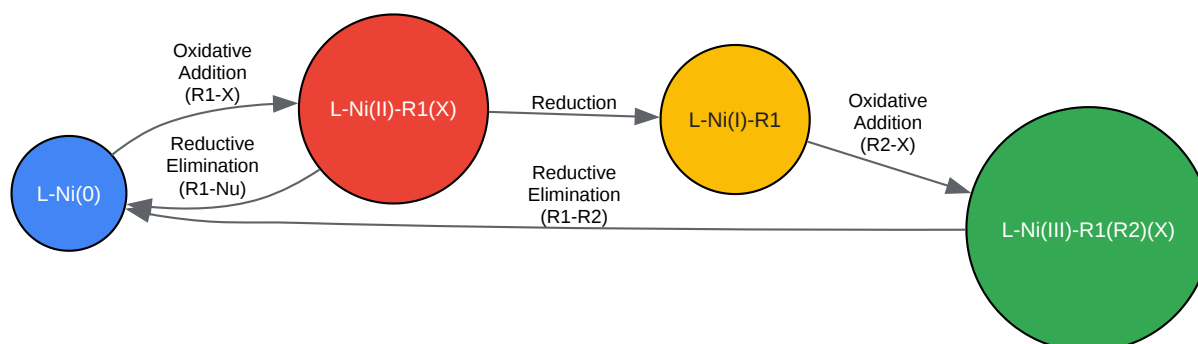 Oxidative
Addition
(R1-X)
L-Ni(II)-R1(X)
Reduction
L-Ni(I)-R1
Oxidative
Addition
(R2-X)
Reductive
Elimination
(R1-Nu)
Reductive
Elimination
(R1-R2)
L-Ni(0)
L-Ni(III)-R1(R2)(X)